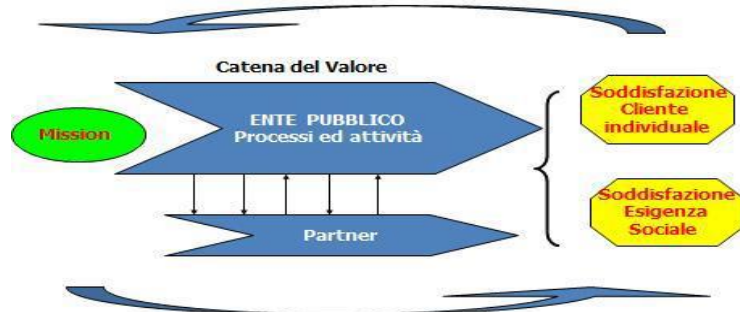 Catena del Valore
Mission
ENTE PUBBLICO
Processi ed attività
Partner
Soddisfazione
Cliente
individuale
Soddisfazione
Esigenza
Sociale